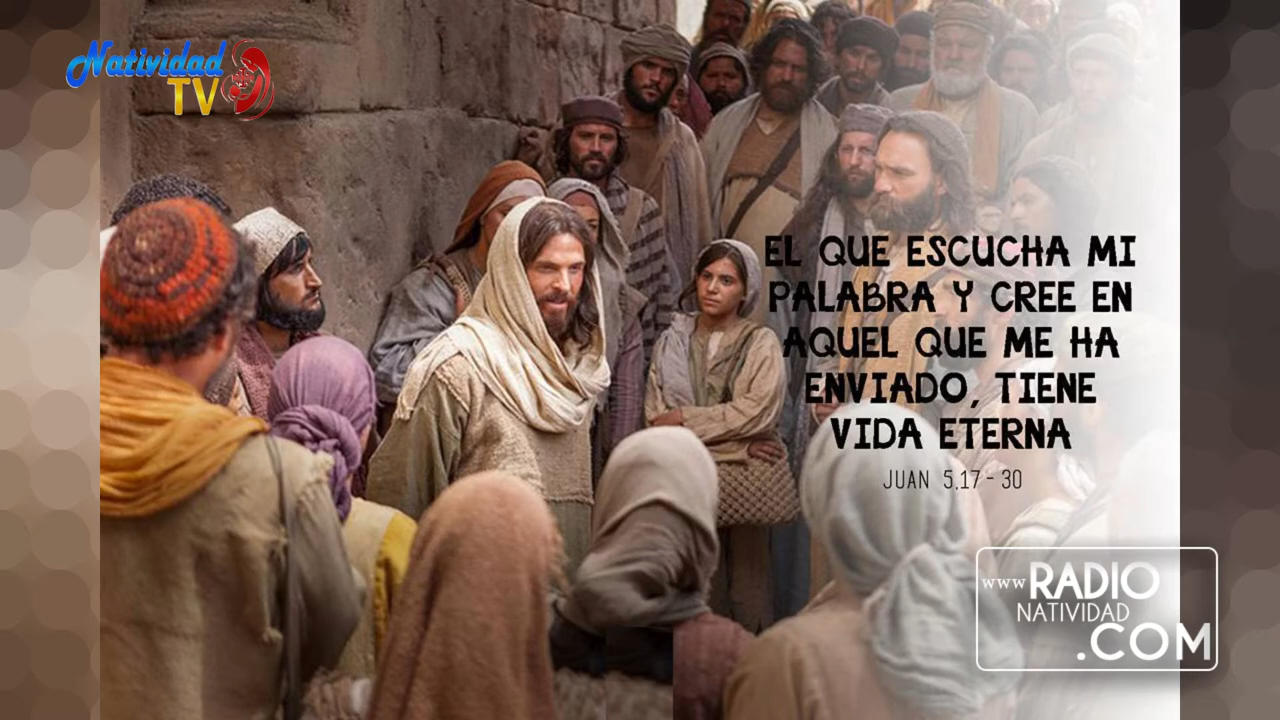 Natividad
TV
EL QUE ESCUCHA MI
PALABRA Y CREE EN
AQUEL QUE ME HA
ENVIADO, TIENE
VIDA ETERNA
JUAN 5,17-30
www RADIO
NATIVIDAD
.COM